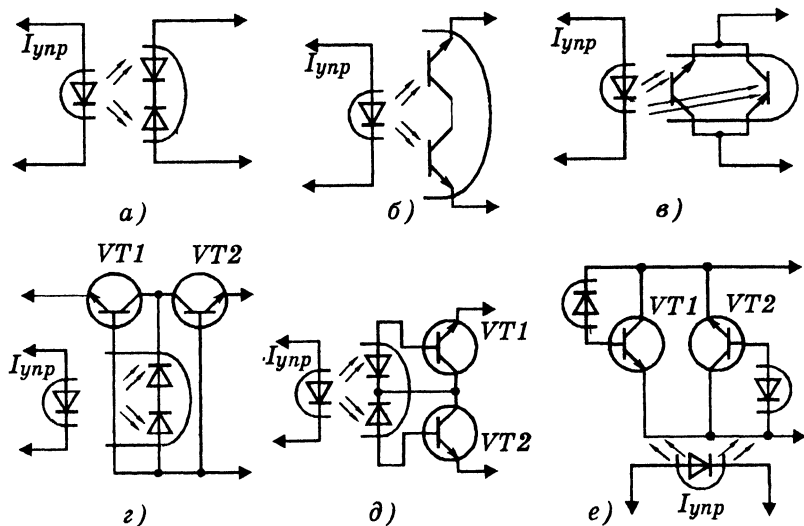 Iупр
Iупр
Iупр
а)
б)
в)
VT1 VT2
Iупр
г)
Iупр
VT1
VT2
д)
VT1 VT2
Iупр
е)